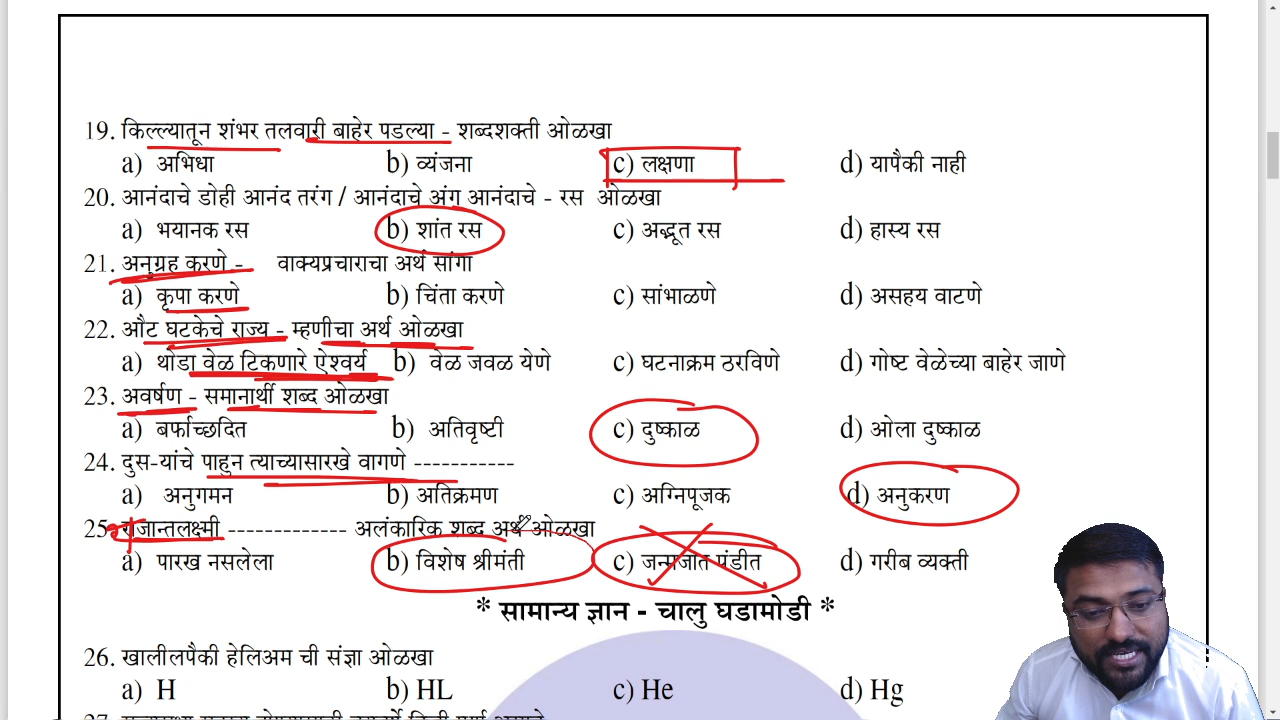 19. किल्ल्यातून शंभर तलवारी बाहेर पडल्या - शब्दशक्ती ओळखा
a) अभिधा b) व्यंजना c) लक्षणा d) यापैकी नाही
20. आनंदाचे डोही आनंद तरंग / आनंदाचे अंग आनंदाचे - रस ओळखा
a) भयानक रस b) शांत रस c) अद्भूत रस d) हास्य रस
21. अनुग्रह करणे - वाक्यप्रचाराचा अर्थ सांगा
a) कृपा करणे b) चिंता करणे c) सांभाळणे d) असहय वाटणे
22. औट घटकेचे राज्य - म्हणीचा अर्थ ओळखा
a) थोडा वेळ टिकणारे ऐश्वर्य b) वेळ जवळ येणे c) घटनाक्रम ठरविणे d) गोष्ट वेळेच्या बाहेर जाणे
23. अवर्षण - समानार्थी शब्द ओळखा
a) बर्फाच्छदित b) अतिवृष्टी c) दुष्काळ d) ओला दुष्काळ
24. दुस-यांचे पाहुन त्याच्यासारखे वागणे -----------
a) अनुगमन b) अतिक्रमण c) अग्निपूजक d) अनुकरण
25. राजान्तलक्ष्मी ------------- अलंकारिक शब्द अर्थ ओळखा
a) पारख नसलेला b) विशेष श्रीमंती c) जन्मजात पंडीत d) गरीब व्यक्ती
* सामान्य ज्ञान - चालु घडामोडी *
26. खालीलपैकी हेलिअम ची संज्ञा ओळखा
a) H b) HL c) He d) Hg